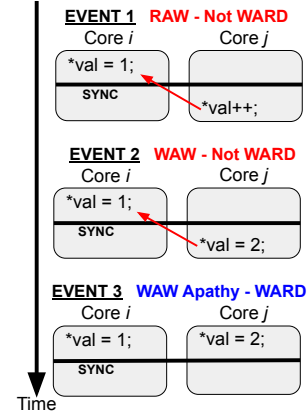 EVENT 1 RAW - Not WARD
Core i Core j
*val = 1;
SYNC
*val++;
EVENT 2 WAW - Not WARD
Core i Core j
*val = 1;
SYNC
*val = 2;
EVENT 3 WAW Apathy - WARD
Core i Core j
*val = 1; *val = 2;
SYNC
Time